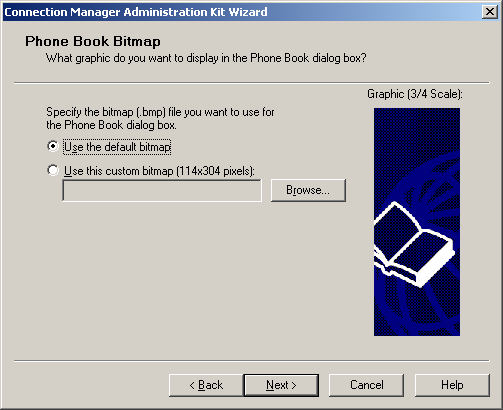 Connection Manager Administration Kit Wizard
Phone Book Bitmap
What graphic do you want to display in the Phone Book dialog box?
Graphic (3/4 Scale):
Specify the bitmap (.bmp) file you want to use for
the Phone Book dialog box.
Use the default bitmap
Use this custom bitmap (114x304 pixels):
Browse...
< Back
Next >
Cancel
Help